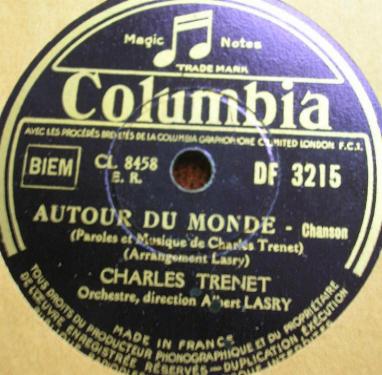 Magic Notes
TRADE MARK
Columbia
AVEC LES PROCÉDÉS BREVETÉS DE LA COLUMBIA GRAPHOPHONE CO LIMITED LONDON F.C.1.
BIEM
CL 8458
E. R.
DF 3215
AUTOUR DU MONDE - Chanson
(Paroles et Musique de Charles Trenet)
(Arrangement Lasry)
CHARLES TRENET
Orchestre, direction Albert LASRY
MADE IN FRANCE
TOUS DROITS DU PRODUCTEUR PHONOGRAPHIQUE ET DU PROPRIÉTAIRE
DE L'ŒUVRE ENREGISTRÉE RÉSERVÉS - DUPLICATION EXÉCUTION